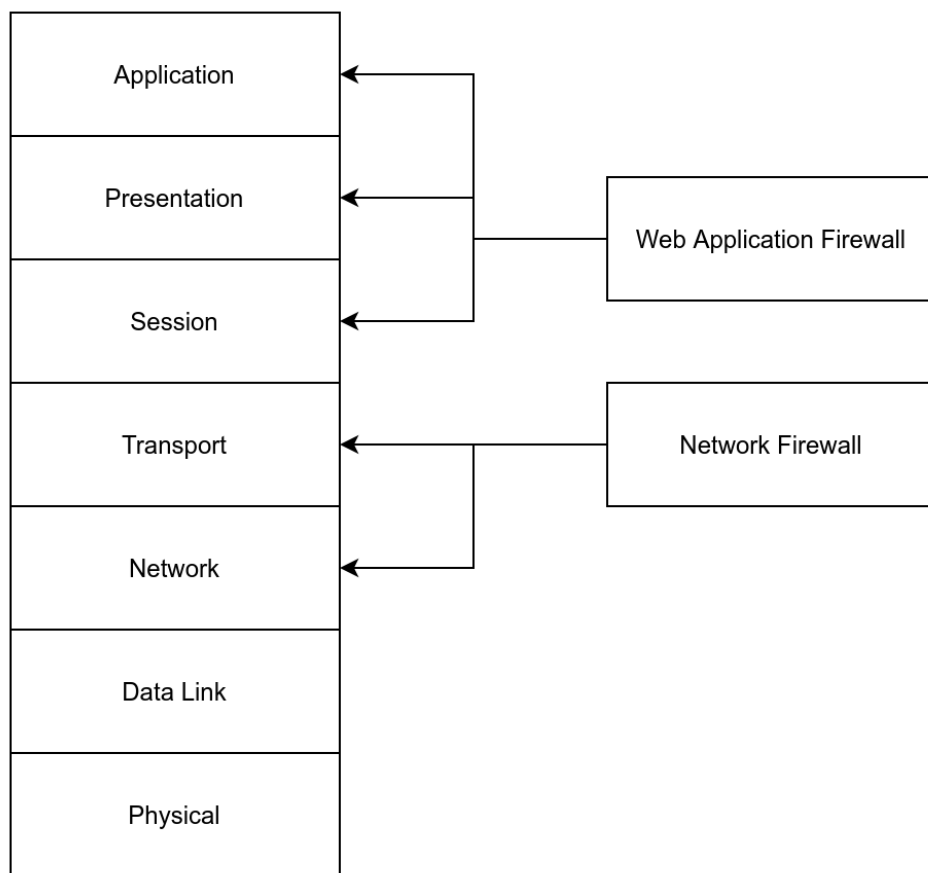 Application
Presentation
Web Application Firewall
Session
Transport
Network Firewall
Network
Data Link
Physical